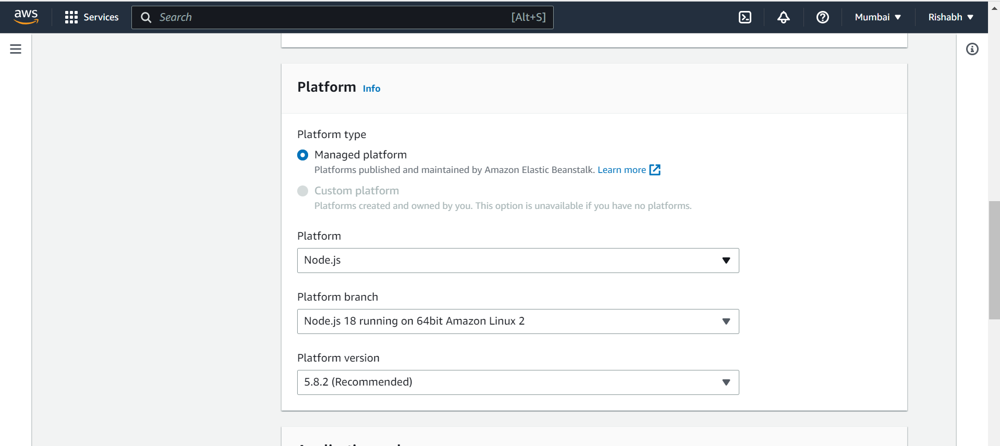 aws Services Search [Alt+S] Mumbai Rishabh
Platform Info
Platform type
Managed platform
Platforms published and maintained by Amazon Elastic Beanstalk. Learn more
Custom platform
Platforms created and owned by you. This option is unavailable if you have no platforms.
Platform
Node.js
Platform branch
Node.js 18 running on 64bit Amazon Linux 2
Platform version
5.8.2 (Recommended)